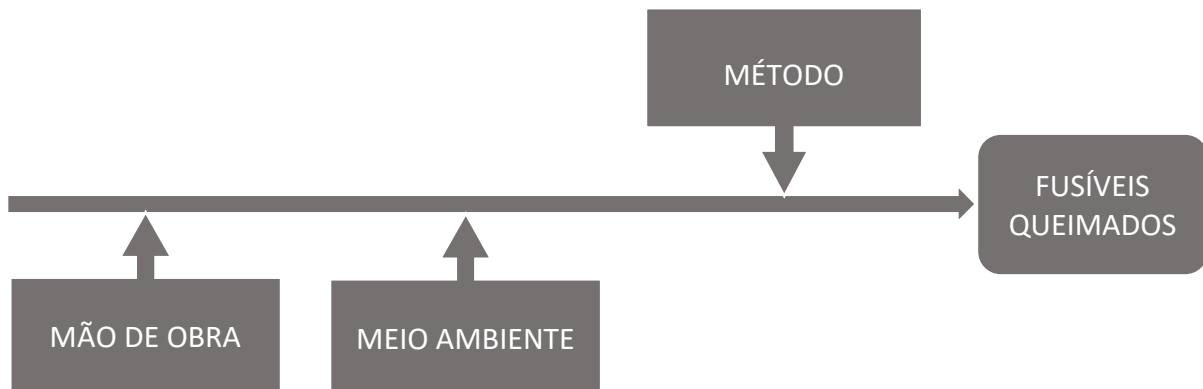 MÉTODO
FUSÍVEIS
QUEIMADOS
MÃO DE OBRA
MEIO AMBIENTE